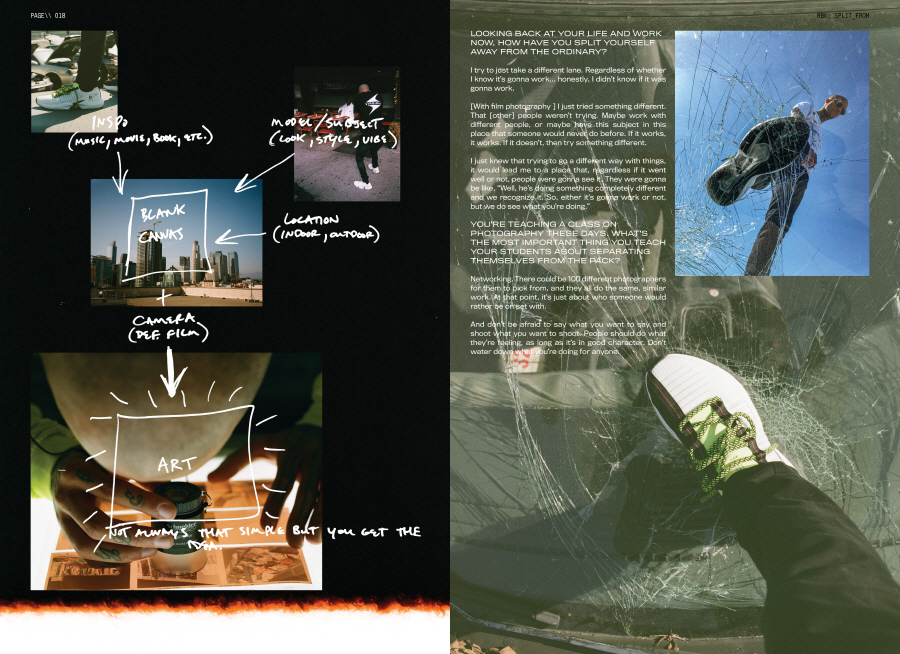 PAGE\\ 018
INSPO
(MUSIC, MOVIE, BOOK, ETC.)
MODEL/SUBJECT
(LOOK, STYLE, VIBE)
BLANK
CANVAS
LOCATION
(INDOOR, OUTDOOR)
+
CAMERA
(DEF. FILM)
ART
NOT ALWAYS THAT SIMPLE BUT YOU GET THE
IDEA.
RBK: SPLIT_FROM
LOOKING BACK AT YOUR LIFE AND WORK
NOW, HOW HAVE YOU SPLIT YOURSELF
AWAY FROM THE ORDINARY?
I try to just take a different lane. Regardless of whether
I know it's gonna work... honestly, I didn't know if it was
gonna work.
[With film photography ] I just tried something different.
That [other] people weren't trying. Maybe work with
different people, or maybe have this subject in this
place that someone would never do before. If it works,
it works. If it doesn't, then try something different.
I just knew that trying to go a different way with things,
it would lead me to a place that, regardless if it went
well or not, people were gonna see it. They were gonna
be like, "Well, he's doing something completely different
and we recognize it. So, either it's gonna work or not,
but we do see what you're doing."
YOU'RE TEACHING A CLASS ON
PHOTOGRAPHY THESE DAYS. WHAT'S
THE MOST IMPORTANT THING YOU TEACH
YOUR STUDENTS ABOUT SEPARATING
THEMSELVES FROM THE PACK?
Networking. There could be 100 different photographers
for them to pick from, and they all do the same, similar
work. At that point, it's just about who someone would
rather be on set with.
And don't be afraid to say what you want to say and
shoot what you want to shoot. People should do what
they're feeling, as long as it's in good character. Don't
water down what you're doing for anyone.